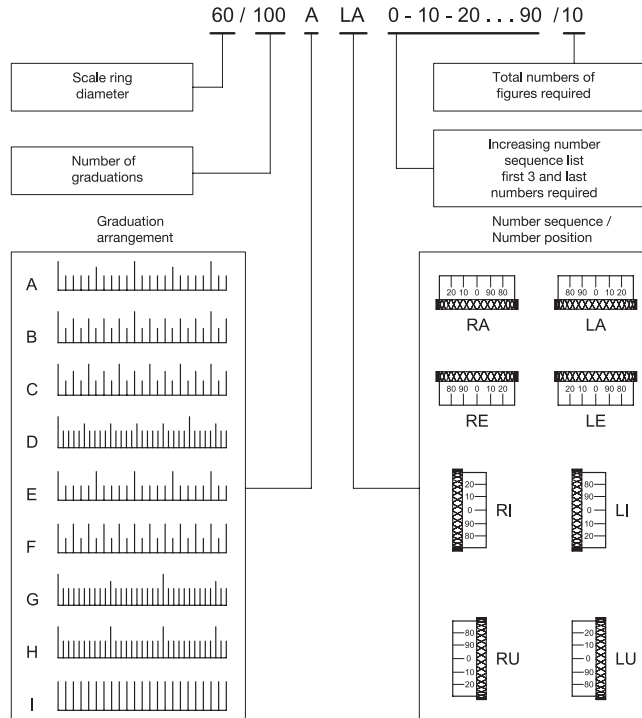 60 / 100 A LA 0 - 10 - 20 . . . 90 / 10
Scale ring
diameter
Total numbers of
figures required
Number of
graduations
Increasing number
sequence list
first 3 and last
numbers required
Graduation
arrangement
Number sequence /
Number position
A
B
C
D
E
F
G
H
I
20 10 0 90 80
RA
80 90 0 10 20
LA
80 90 0 10 20
RE
20 10 0 90 80
LE
20
10
0
90
80
RI
80
90
0
10
20
LI
80
90
0
10
20
RU
20
10
0
90
80
LU